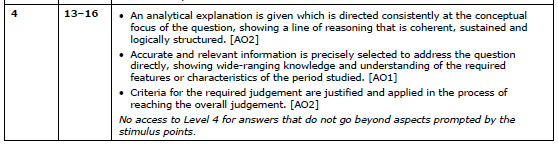 4
13–16
• An analytical explanation is given which is directed consistently at the conceptual
focus of the question, showing a line of reasoning that is coherent, sustained and
logically structured. [AO2]
• Accurate and relevant information is precisely selected to address the question
directly, showing wide-ranging knowledge and understanding of the required
features or characteristics of the period studied. [AO1]
• Criteria for the required judgement are justified and applied in the process of
reaching the overall judgement. [AO2]
No access to Level 4 for answers that do not go beyond aspects prompted by the
stimulus points.